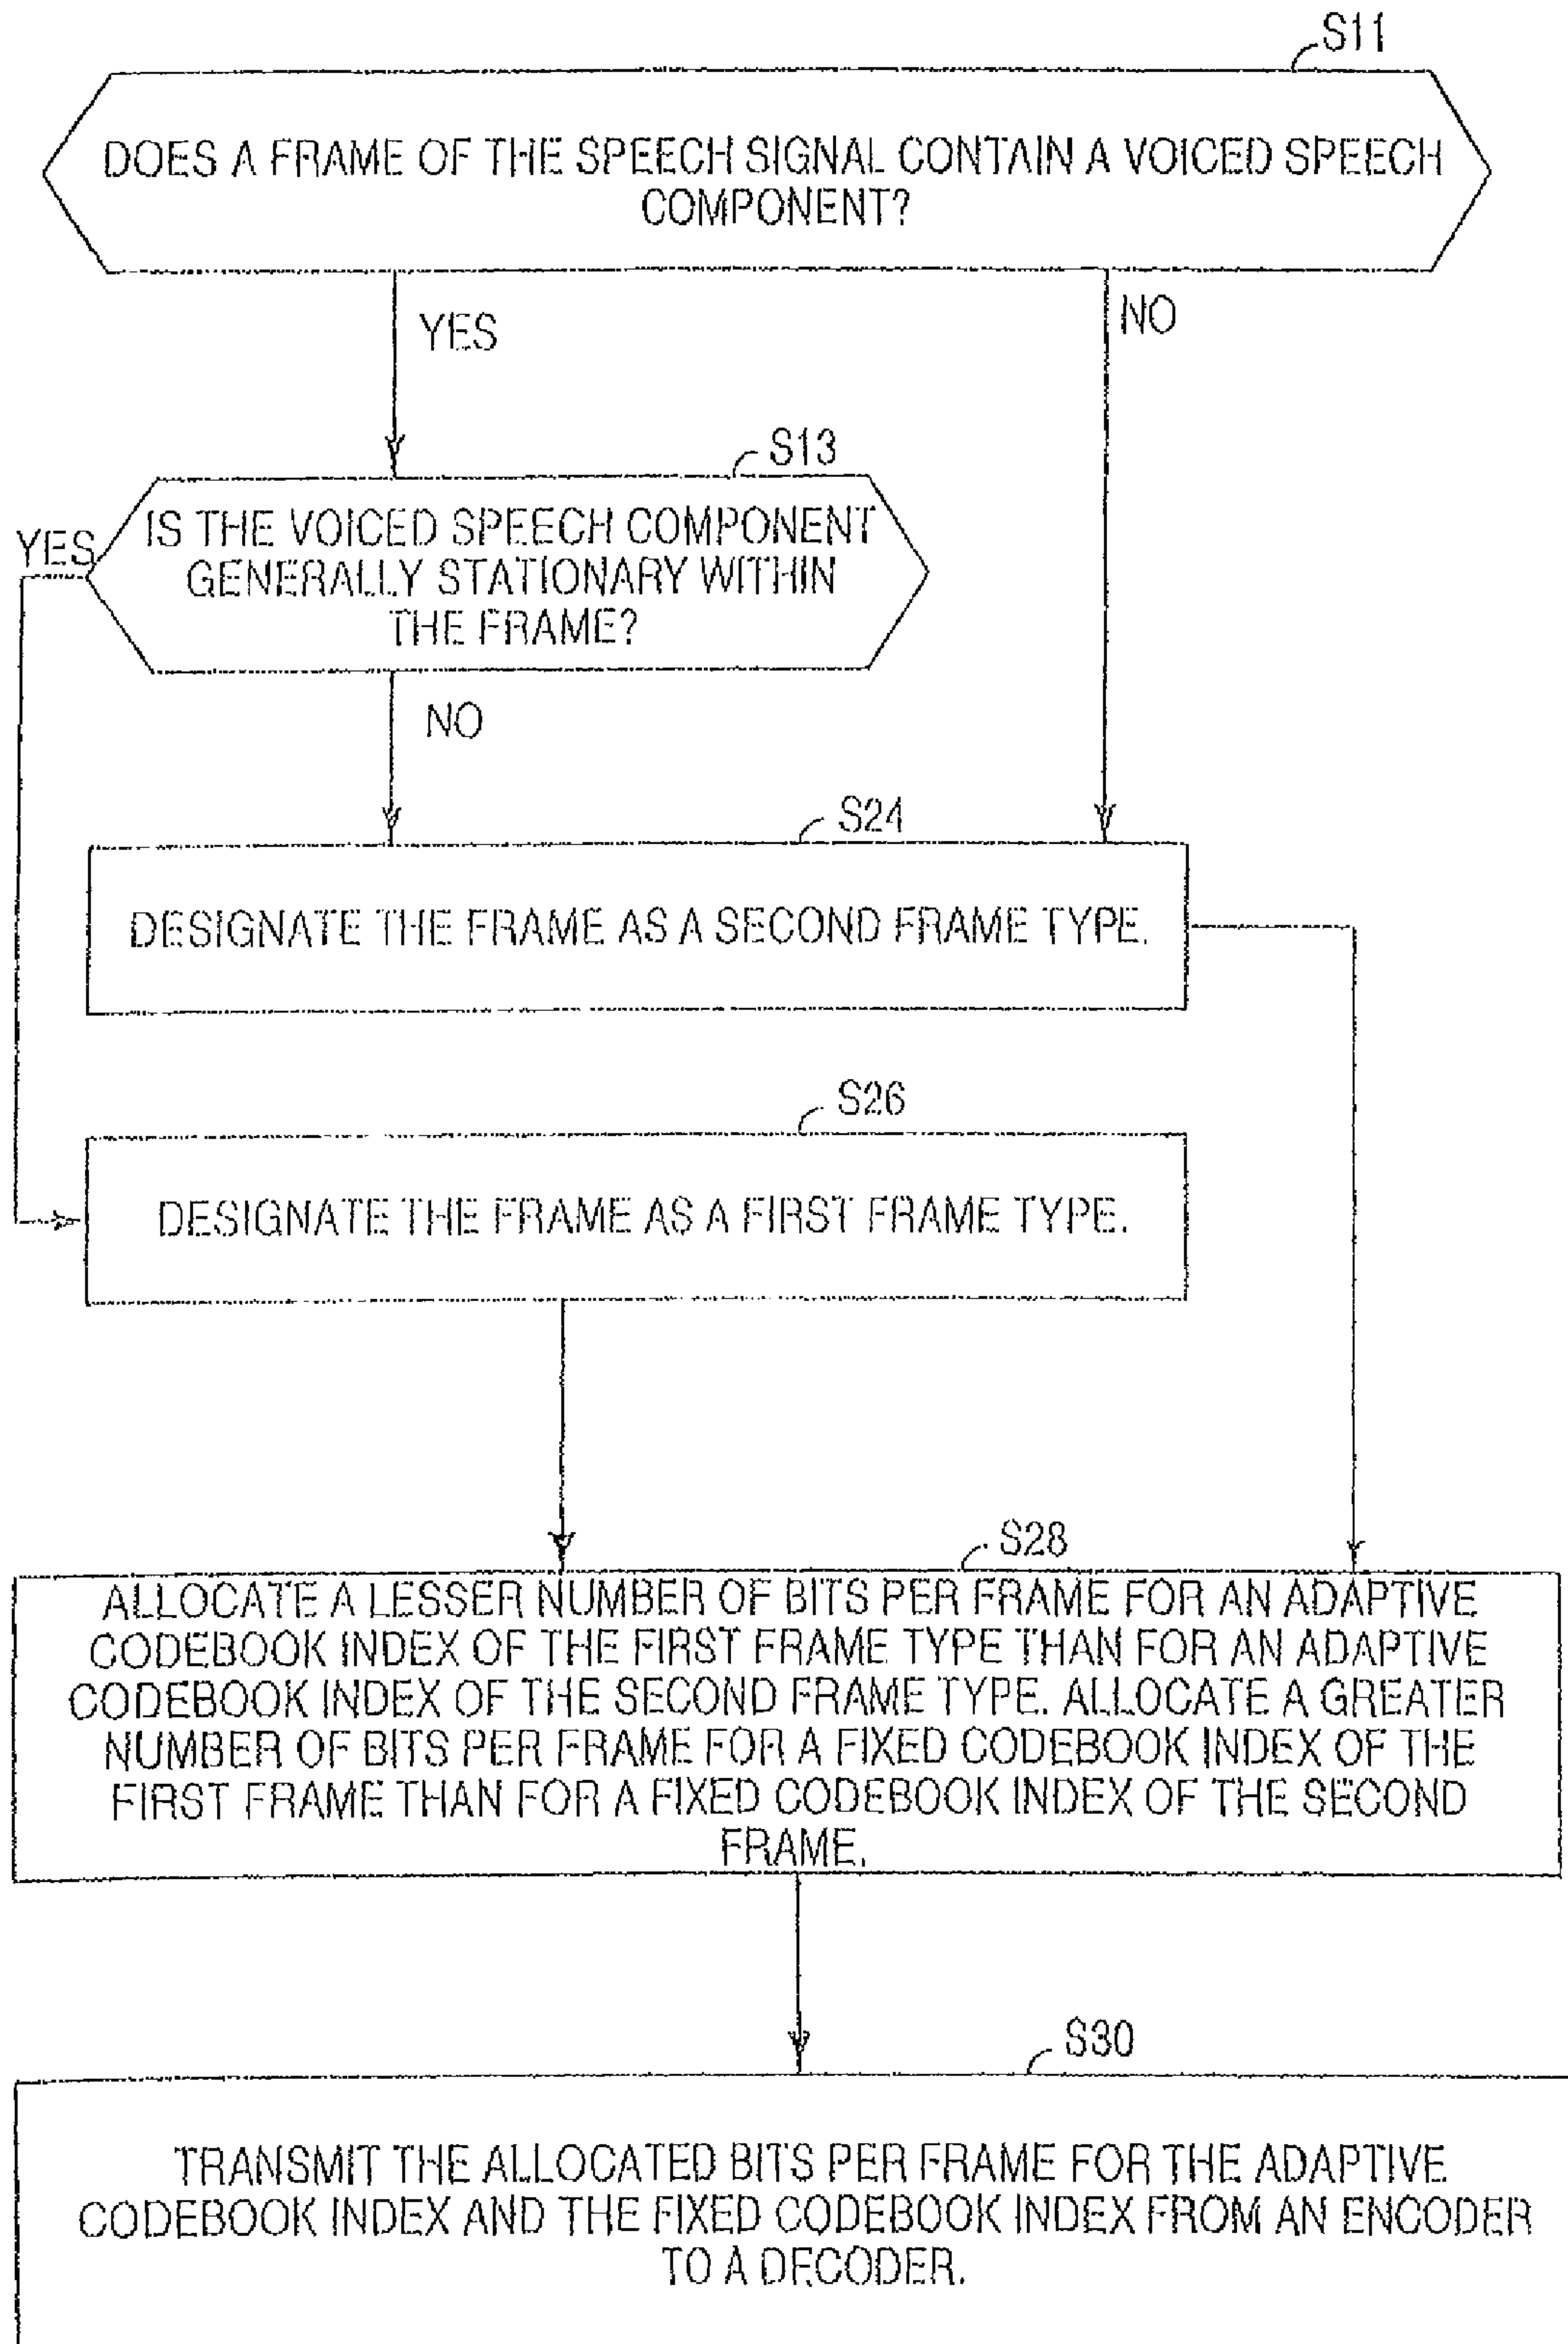 S11
DOES A FRAME OF THE SPEECH SIGNAL CONTAIN A VOICED SPEECH
COMPONENT?
YES
NO
S13
YES
IS THE VOICED SPEECH COMPONENT
GENERALLY STATIONARY WITHIN
THE FRAME?
NO
S24
DESIGNATE THE FRAME AS A SECOND FRAME TYPE.
S26
DESIGNATE THE FRAME AS A FIRST FRAME TYPE.
S28
ALLOCATE A LESSER NUMBER OF BITS PER FRAME FOR AN ADAPTIVE
CODEBOOK INDEX OF THE FIRST FRAME TYPE THAN FOR AN ADAPTIVE
CODEBOOK INDEX OF THE SECOND FRAME TYPE. ALLOCATE A GREATER
NUMBER OF BITS PER FRAME FOR A FIXED CODEBOOK INDEX OF THE
FIRST FRAME THAN FOR A FIXED CODEBOOK INDEX OF THE SECOND
FRAME.
S30
TRANSMIT THE ALLOCATED BITS PER FRAME FOR THE ADAPTIVE
CODEBOOK INDEX AND THE FIXED CODEBOOK INDEX FROM AN ENCODER
TO A DECODER.